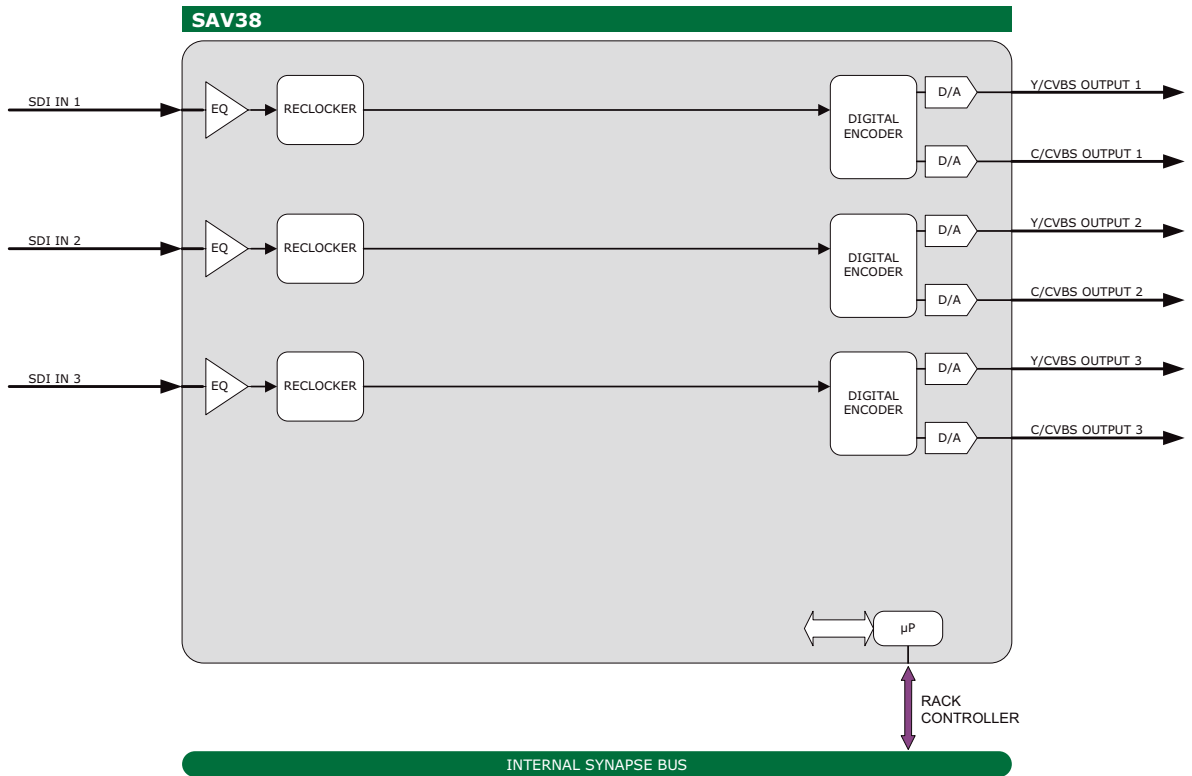 SAV38
SDI IN 1
EQ
RECLOCKER
DIGITAL
ENCODER
D/A
Y/CVBS OUTPUT 1
D/A
C/CVBS OUTPUT 1
SDI IN 2
EQ
RECLOCKER
DIGITAL
ENCODER
D/A
Y/CVBS OUTPUT 2
D/A
C/CVBS OUTPUT 2
SDI IN 3
EQ
RECLOCKER
DIGITAL
ENCODER
D/A
Y/CVBS OUTPUT 3
D/A
C/CVBS OUTPUT 3
µP
RACK
CONTROLLER
INTERNAL SYNAPSE BUS